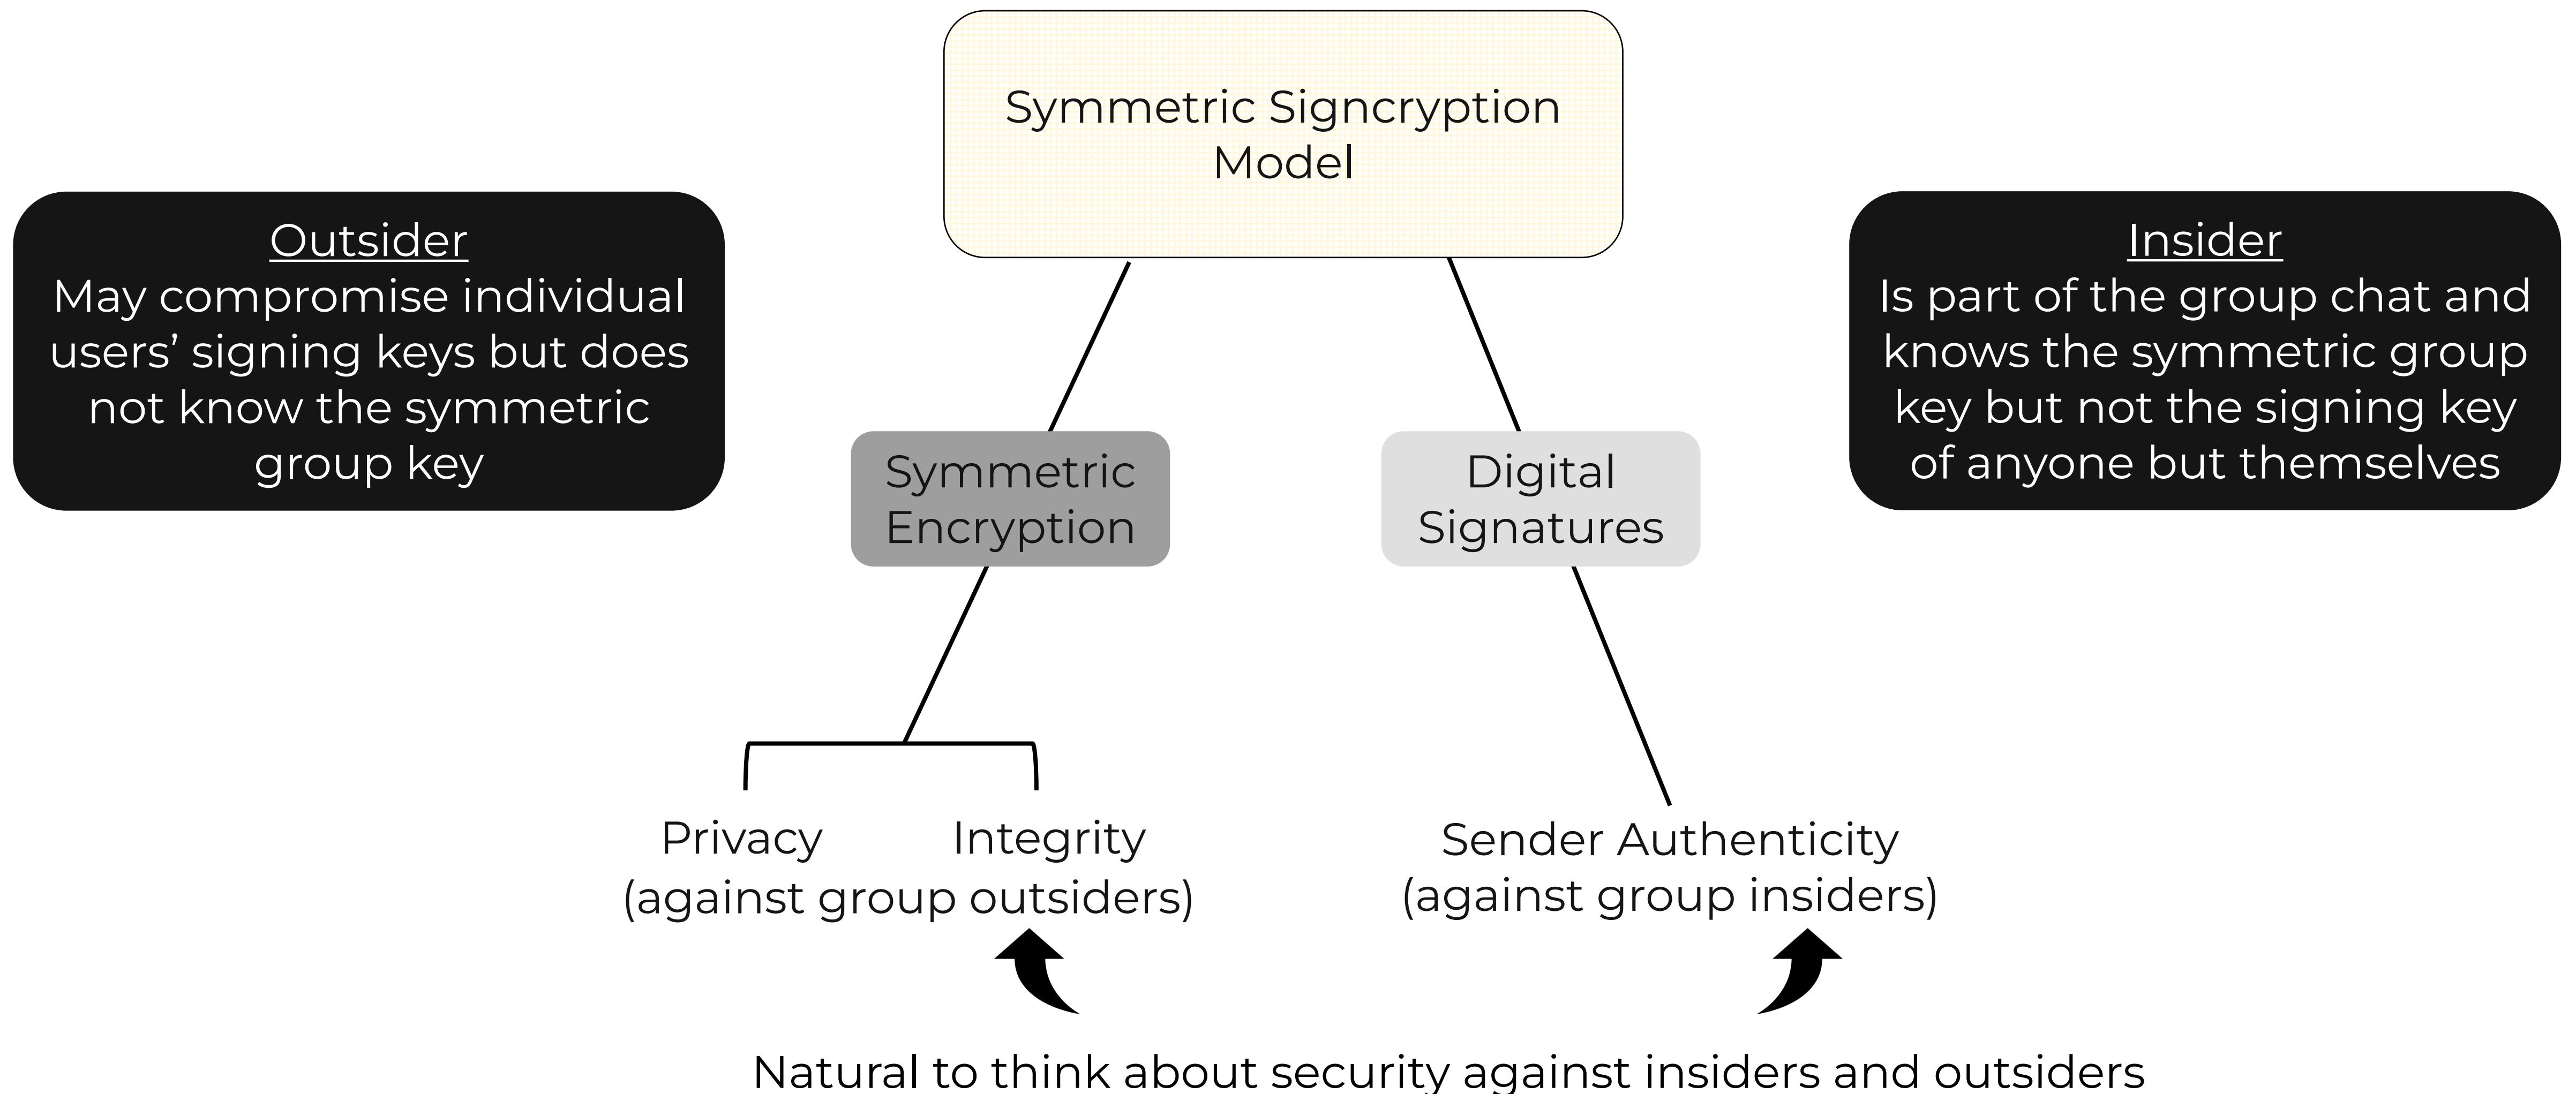 Symmetric Signcryption
Model
Outsider
May compromise individual
users’ signing keys but does
not know the symmetric
group key
Insider
Is part of the group chat and
knows the symmetric group
key but not the signing key
of anyone but themselves
Symmetric
Encryption
Digital
Signatures
Privacy
Integrity
(against group outsiders)
Sender Authenticity
(against group insiders)
Natural to think about security against insiders and outsiders